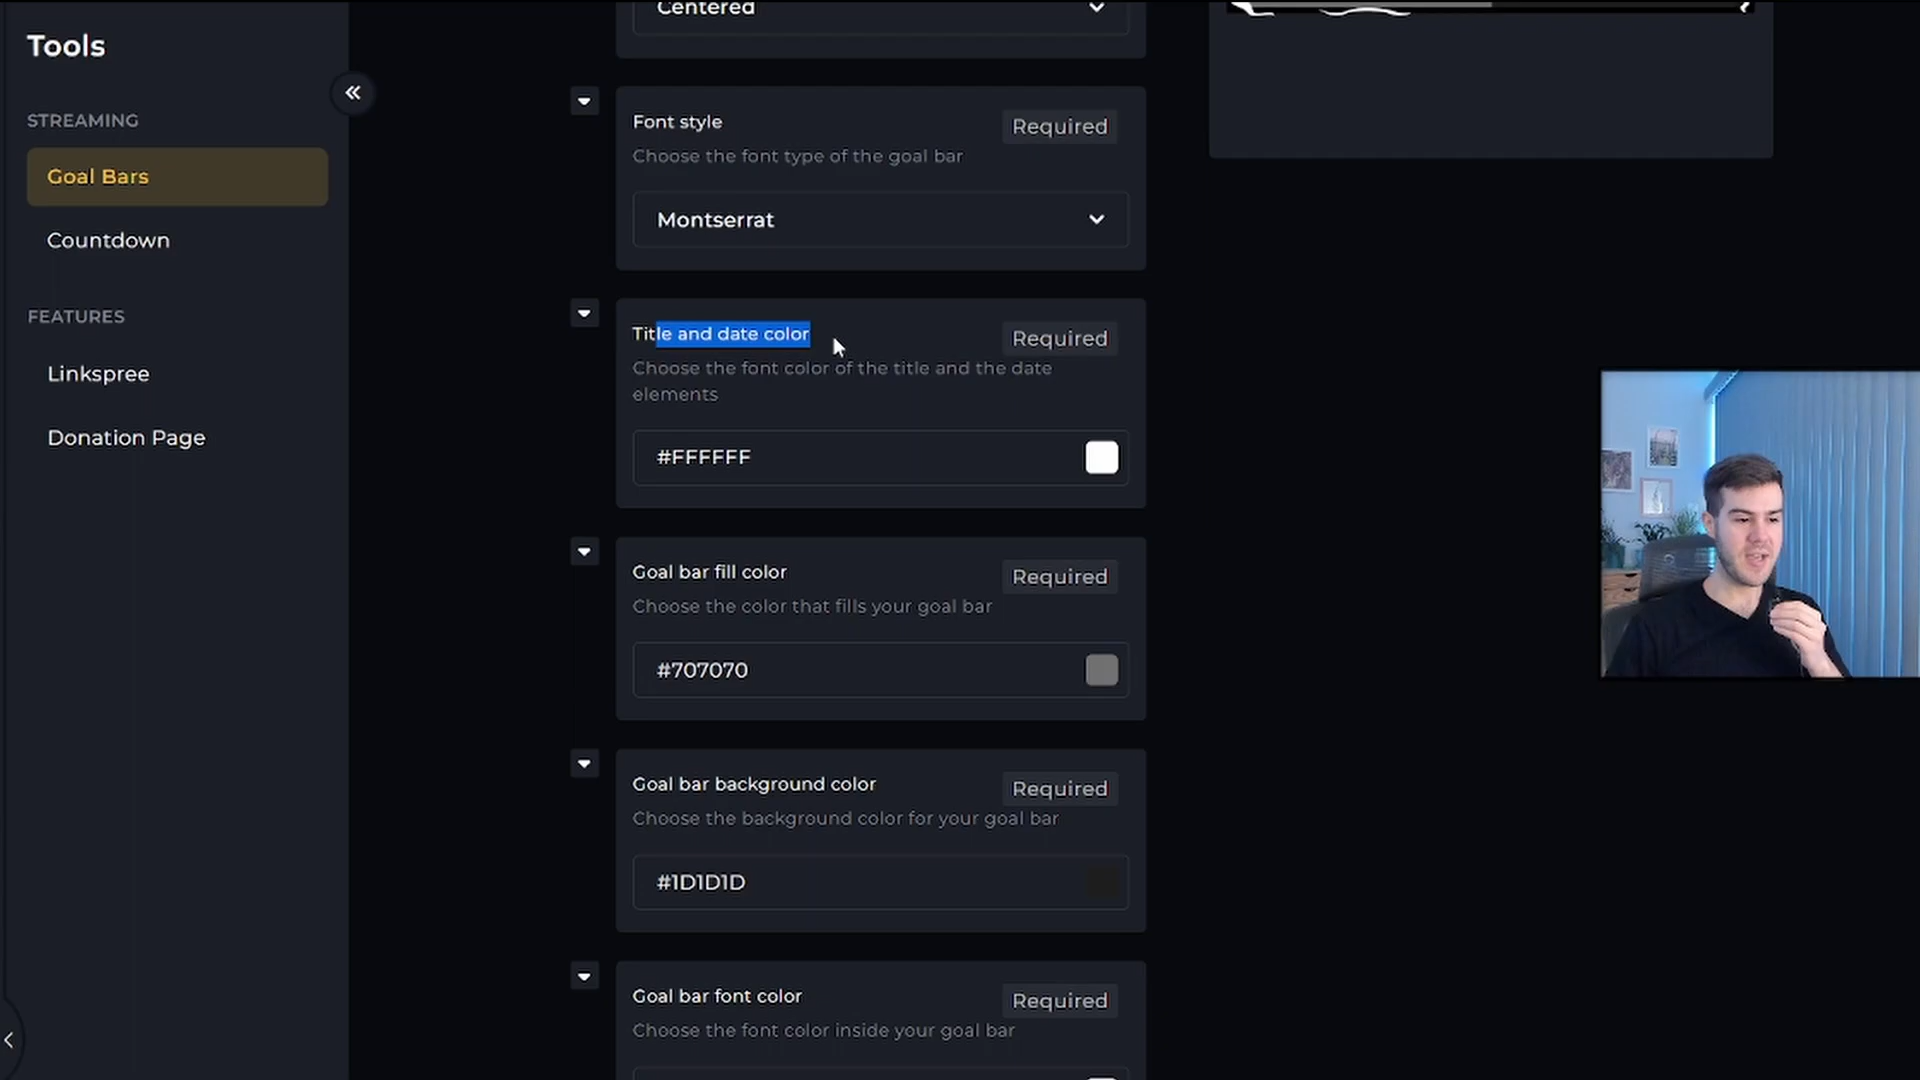 Tools
STREAMING
Goal Bars
Countdown
FEATURES
Linkspree
Donation Page
Centered
Font style
Required
Choose the font type of the goal bar
Montserrat
Title and date color
Required
Choose the font color of the title and the date
elements
#FFFFFF
Goal bar fill color
Required
Choose the color that fills your goal bar
#707070
Goal bar background color
Required
Choose the background color for your goal bar
#1D1D1D
Goal bar font color
Required
Choose the font color inside your goal bar